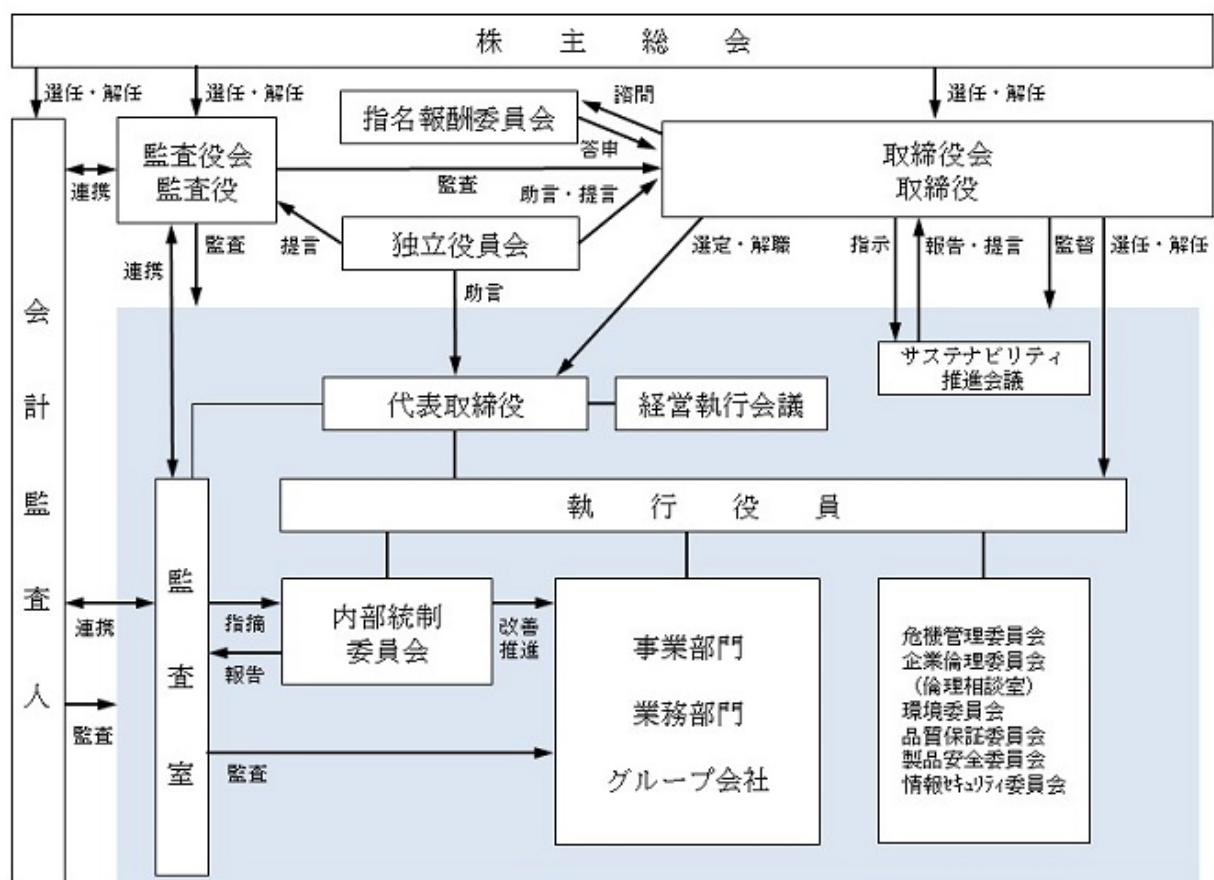 株主総会
選任・解任
選任・解任
選任・解任
指名報酬委員会
諮問
答申
監査役会
監査役
取締役会
取締役
連携
監査
助言・提言
独立役員会
提言
監査
連携
助言
選定・解職
指示
報告・提言
監督
選任・解任
サステナビリティ
推進会議
会計監査人
代表取締役
経営執行会議
執行役員
監査室
連携
指摘
報告
内部統制
委員会
改善
推進
事業部門
業務部門
グループ会社
危機管理委員会
企業倫理委員会
(倫理相談室)
環境委員会
品質保証委員会
製品安全委員会
情報セキュリティ委員会
監査
監査